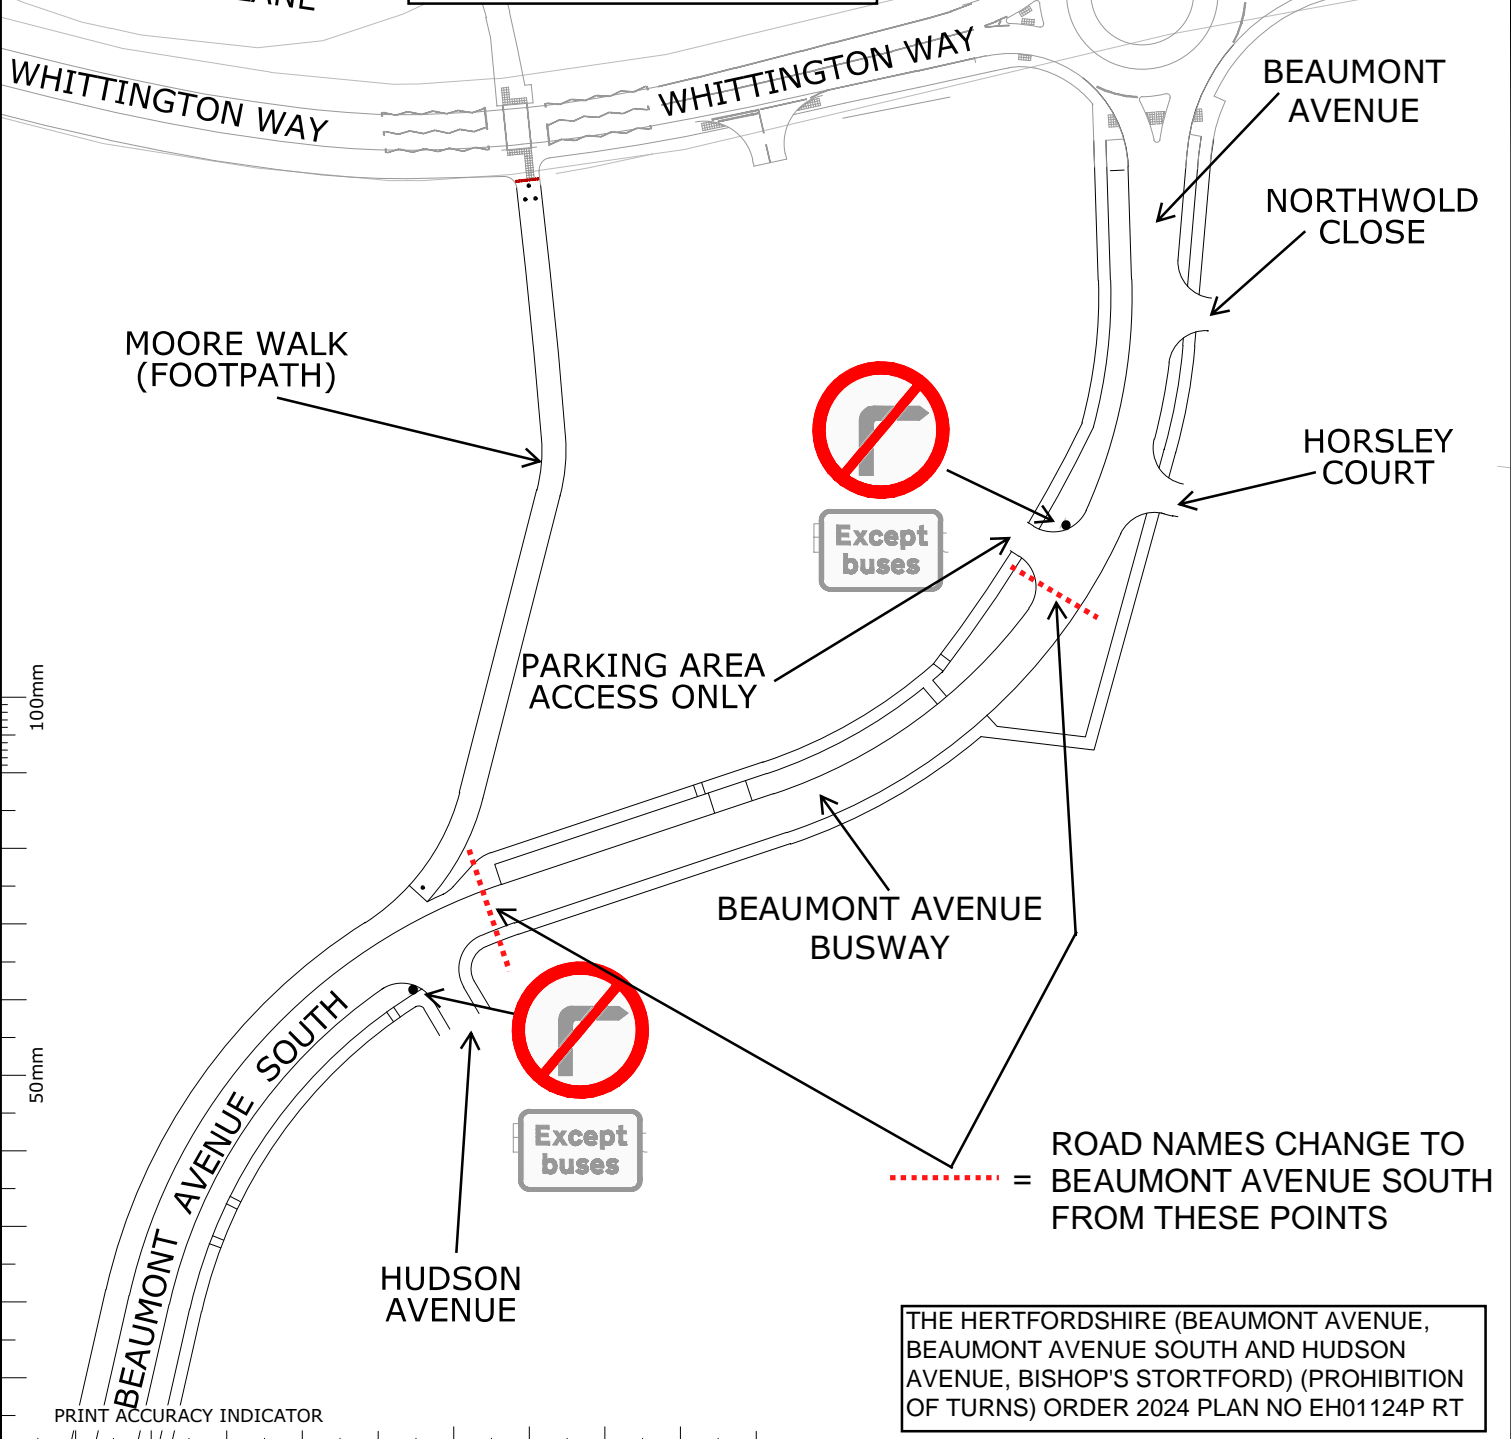 WHITTINGTON WAY
WHITTINGTON WAY
BEAUMONT
AVENUE
NORTHWOLD
CLOSE
MOORE WALK
(FOOTPATH)
HORSLEY
COURT
Except
buses
PARKING AREA
ACCESS ONLY
100mm
BEAUMONT AVENUE
BUSWAY
BEAUMONT AVENUE SOUTH
50mm
Except
buses
HUDSON
AVENUE
= ROAD NAMES CHANGE TO
BEAUMONT AVENUE SOUTH
FROM THESE POINTS
THE HERTFORDSHIRE (BEAUMONT AVENUE,
BEAUMONT AVENUE SOUTH AND HUDSON
AVENUE, BISHOP'S STORTFORD) (PROHIBITION
OF TURNS) ORDER 2024 PLAN NO EH01124P RT
PRINT ACCURACY INDICATOR